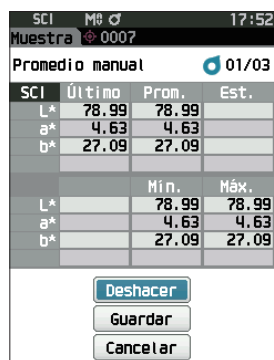 SCI M0 17:52
Muestra 0007
Promedio manual 01/03
SCI Último Prom. Est.
L* 78.99 78.99
a* 4.63 4.63
b* 27.09 27.09
Mín. Máx.
L* 78.99 78.99
a* 4.63 4.63
b* 27.09 27.09
Deshacer
Guardar
Cancelar